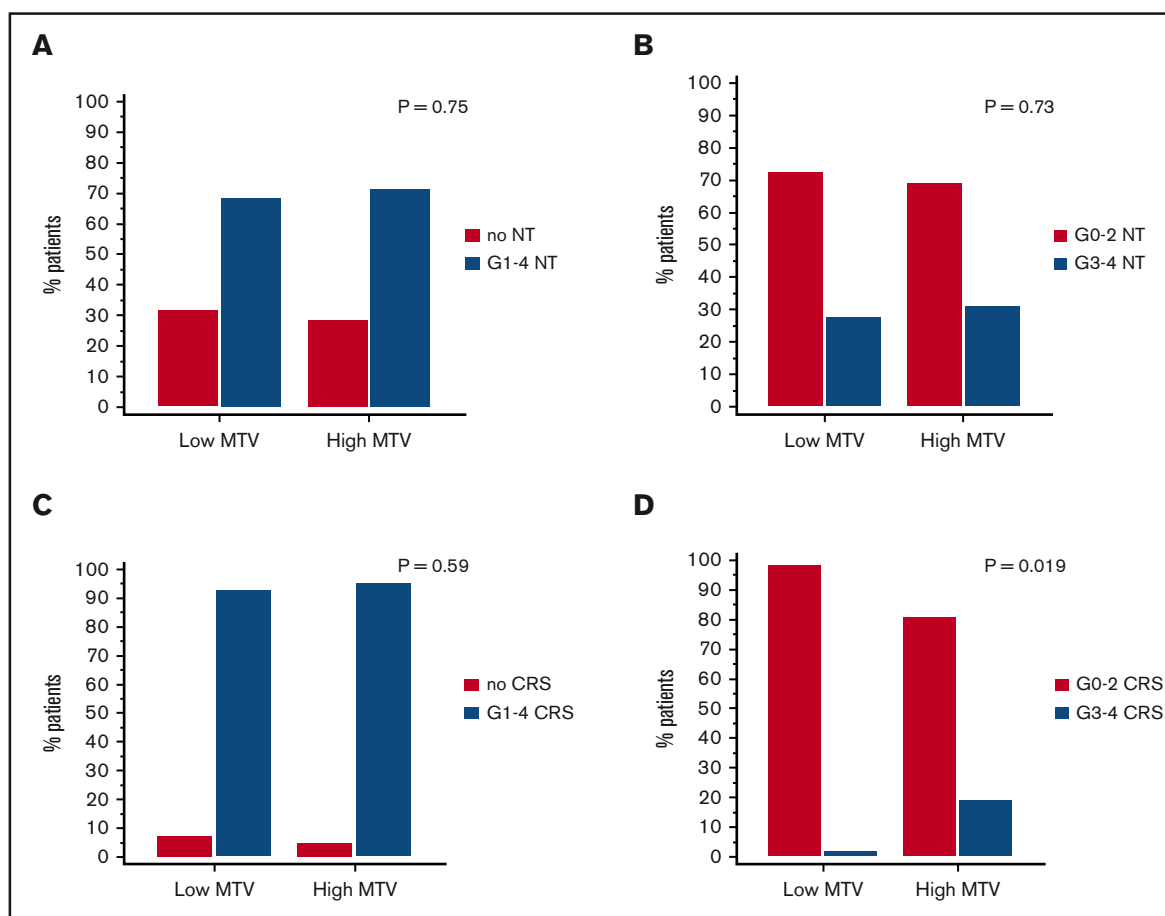 A
P = 0.75
100
90
80
70
60
50
40
30
20
10
0
% patients
Low MTV
High MTV
no NT
G1-4 NT
B
P = 0.73
100
90
80
70
60
50
40
30
20
10
0
% patients
Low MTV
High MTV
G0-2 NT
G3-4 NT
C
P = 0.59
100
90
80
70
60
50
40
30
20
10
0
% patients
Low MTV
High MTV
no CRS
G1-4 CRS
D
P = 0.019
100
90
80
70
60
50
40
30
20
10
0
% patients
Low MTV
High MTV
G0-2 CRS
G3-4 CRS